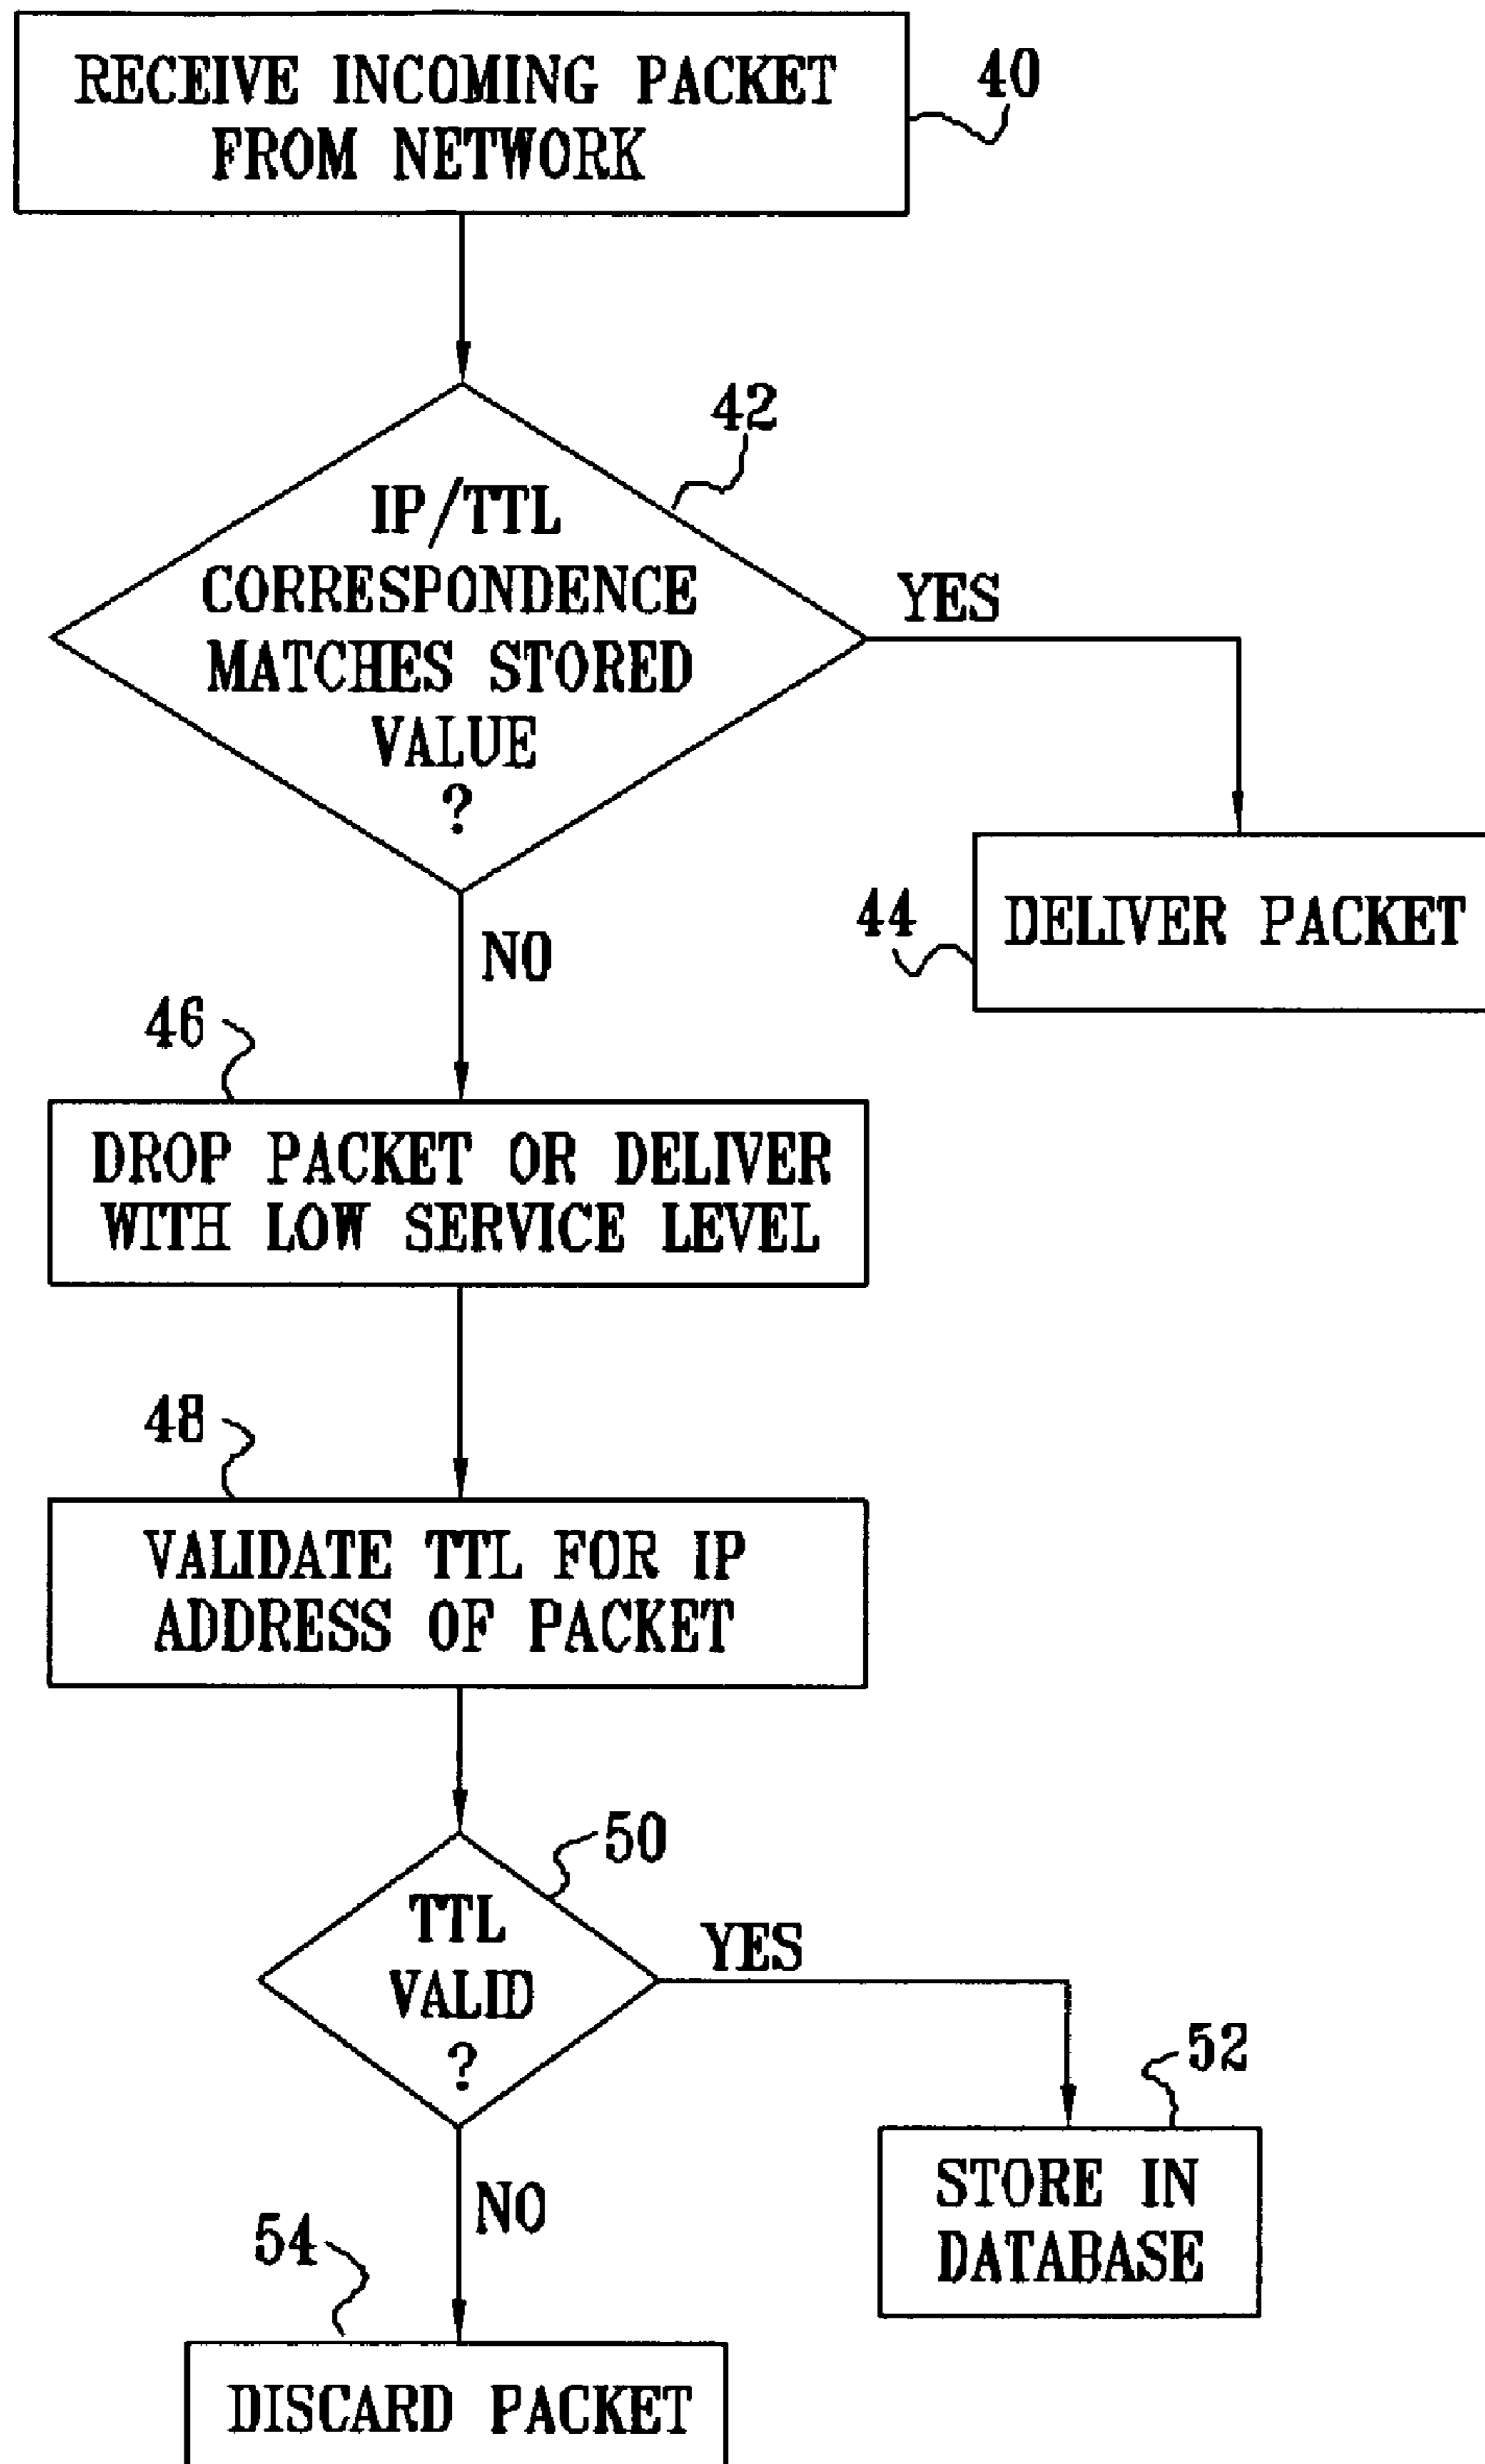 RECEIVE INCOMING PACKET
FROM NETWORK
40
42
IP/TTL
CORRESPONDENCE
MATCHES STORED
VALUE
?
YES
44
DELIVER PACKET
NO
46
DROP PACKET OR DELIVER
WITH LOW SERVICE LEVEL
48
VALIDATE TTL FOR IP
ADDRESS OF PACKET
50
TTL
VALID
?
YES
52
STORE IN
DATABASE
NO
54
DISCARD PACKET